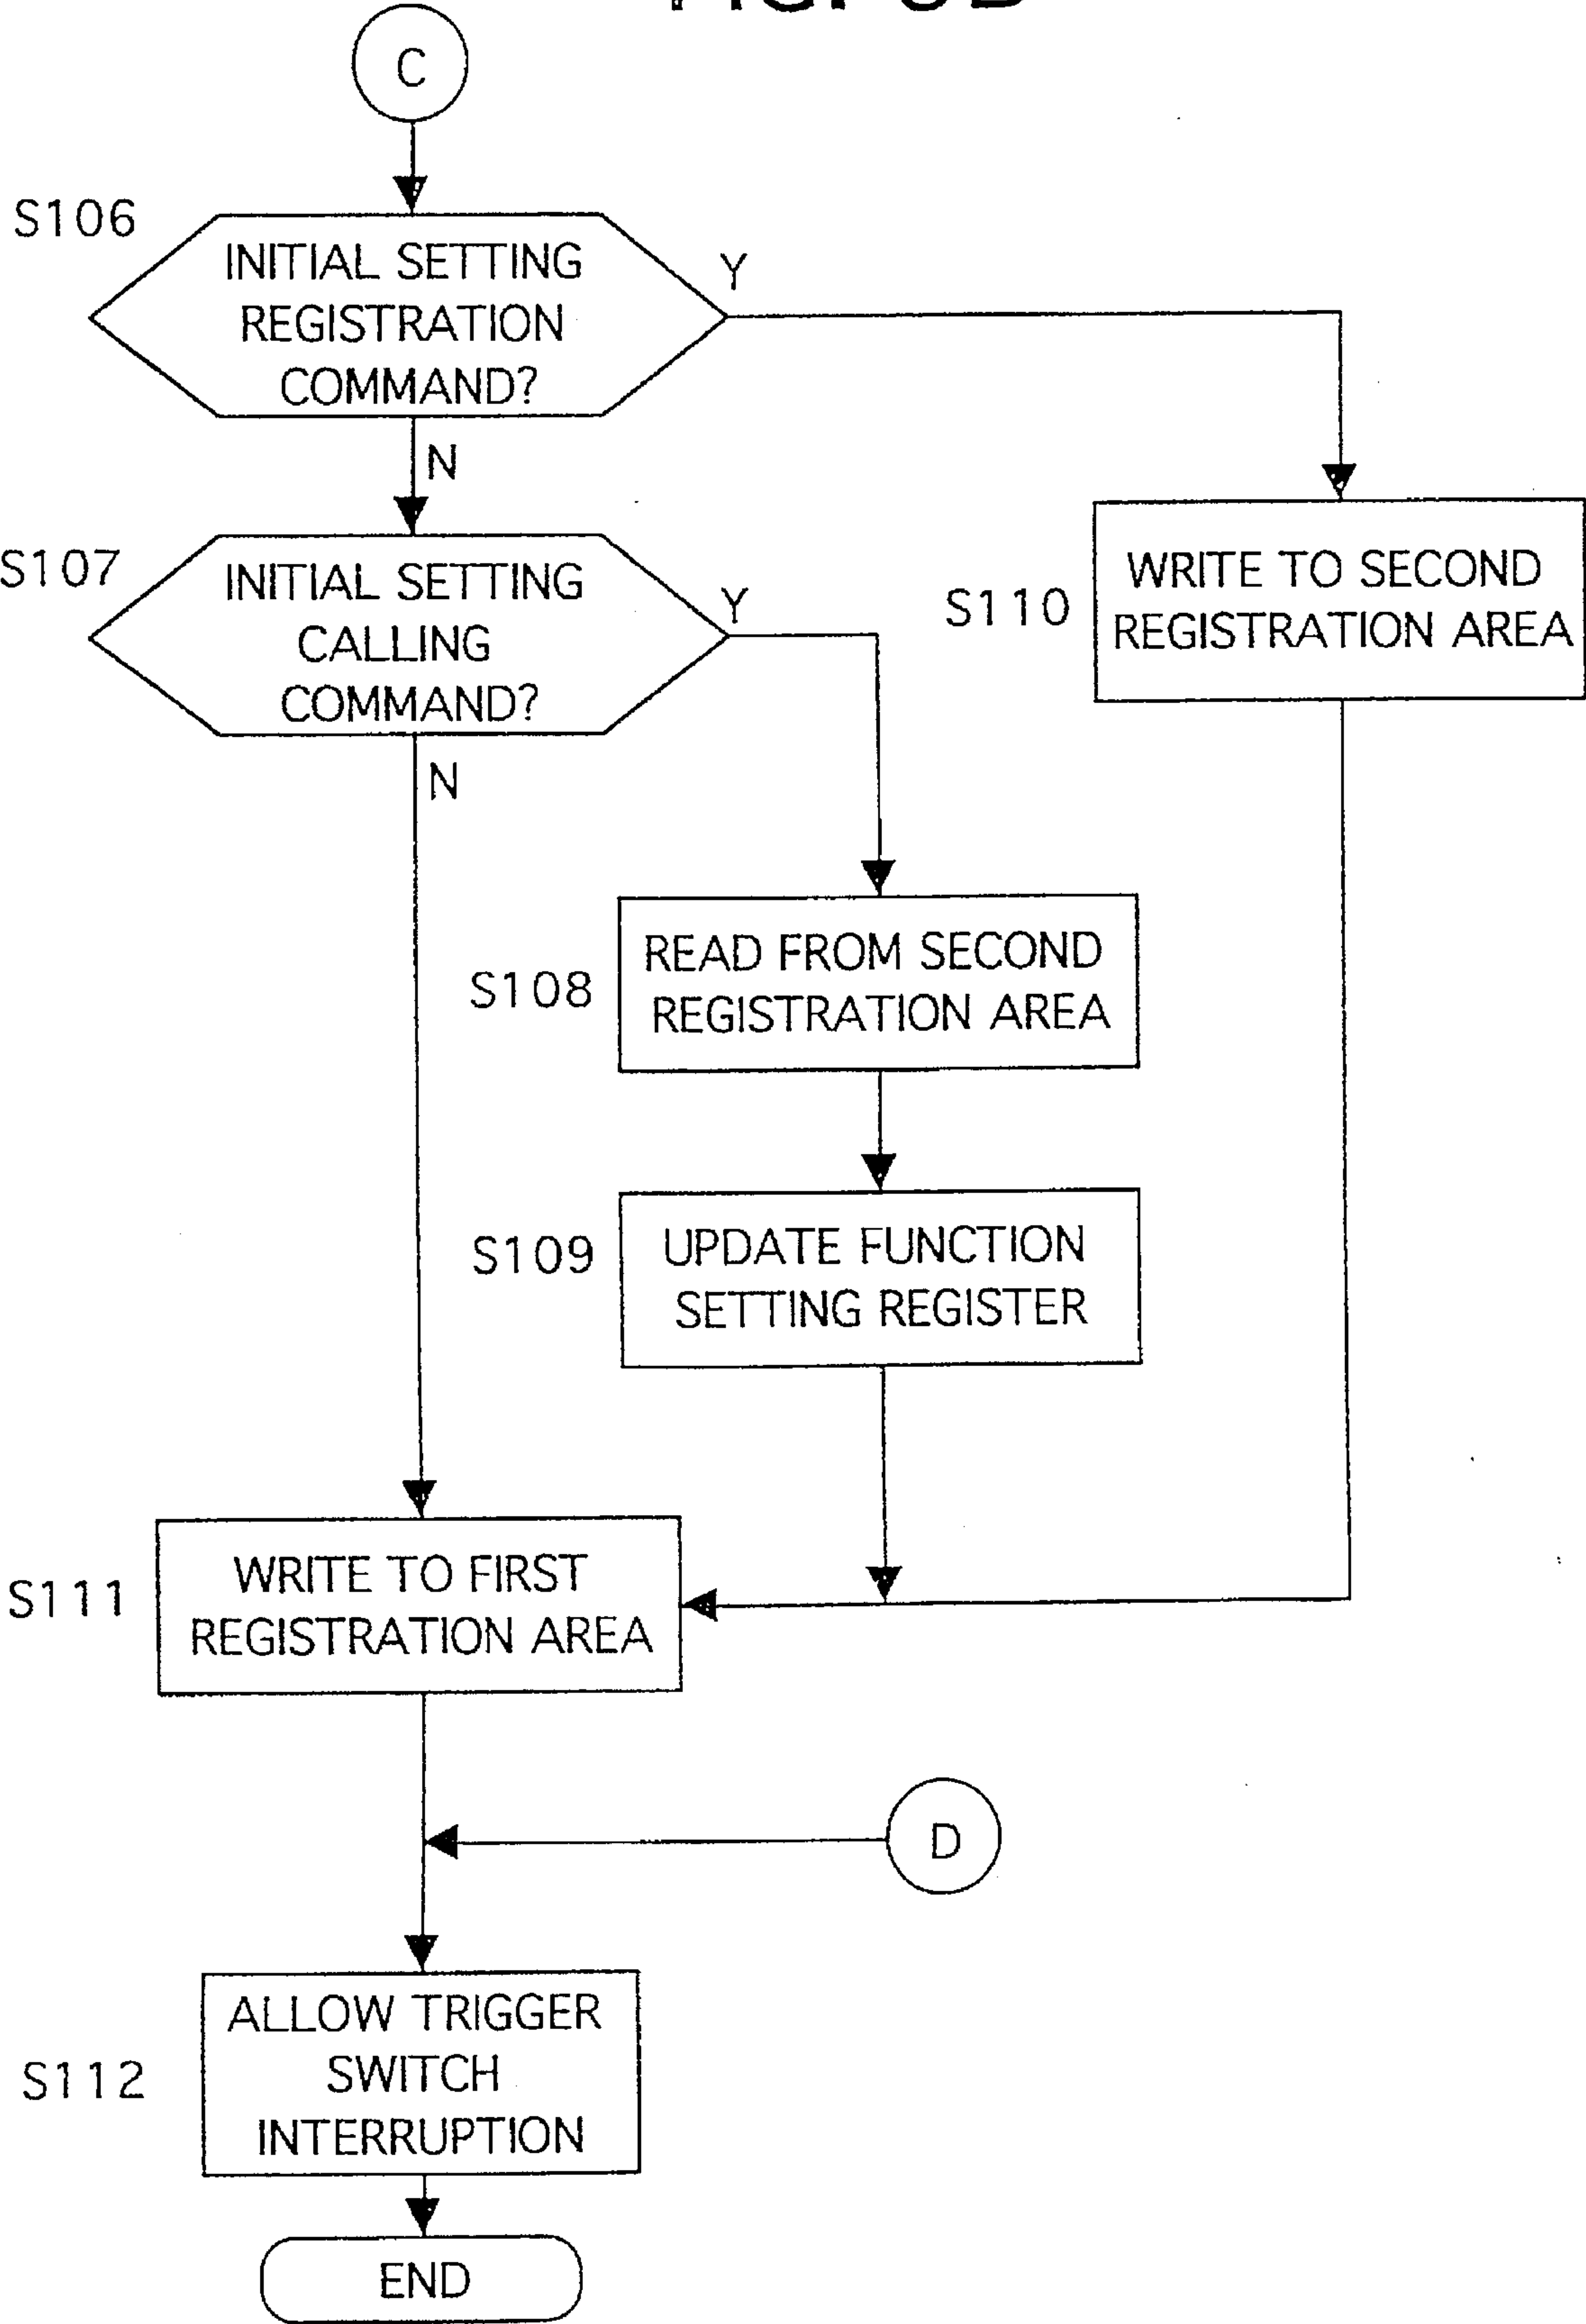 C
S106
INITIAL SETTING
REGISTRATION
COMMAND?
Y
N
S107
INITIAL SETTING
CALLING
COMMAND?
Y
N
S110
WRITE TO SECOND
REGISTRATION AREA
S108
READ FROM SECOND
REGISTRATION AREA
S109
UPDATE FUNCTION
SETTING REGISTER
S111
WRITE TO FIRST
REGISTRATION AREA
D
S112
ALLOW TRIGGER
SWITCH
INTERRUPTION
END